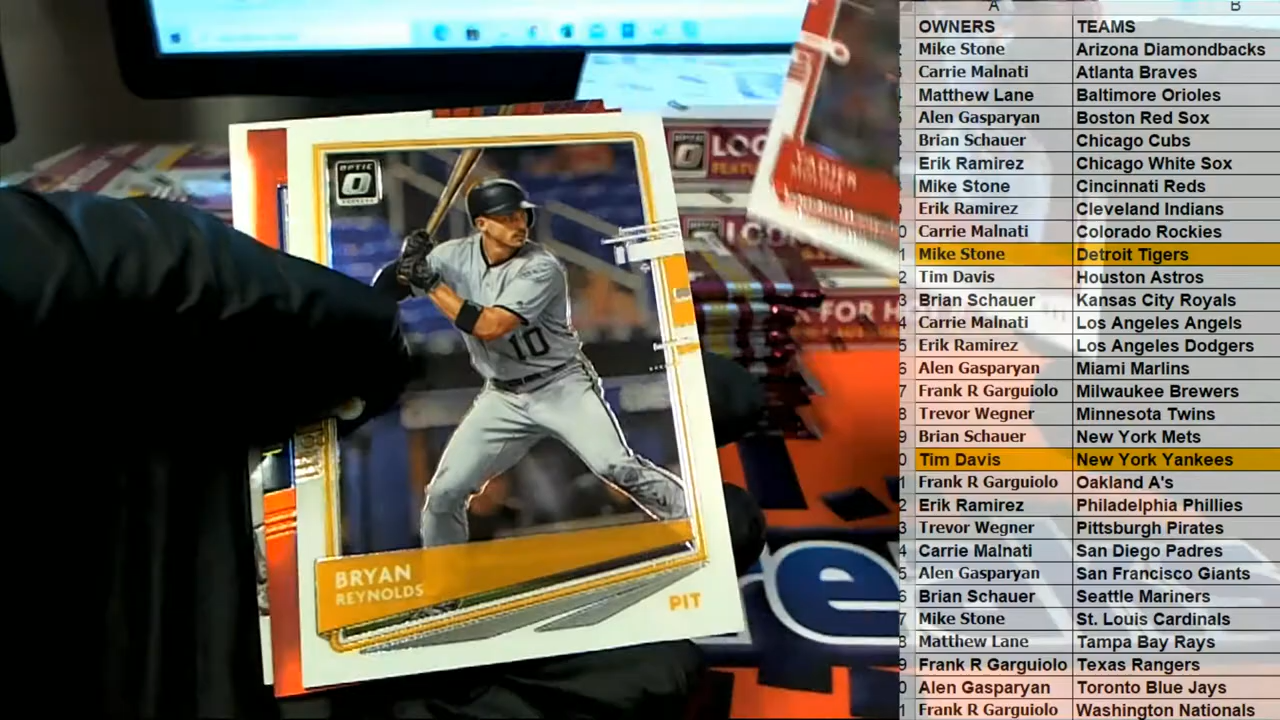 OPTIC
O
10
BRYAN
REYNOLDS
PIT
YADIER
LOO
FOR H
e
A B
OWNERS TEAMS
Mike Stone Arizona Diamondbacks
Carrie Malnati Atlanta Braves
Matthew Lane Baltimore Orioles
Alen Gasparyan Boston Red Sox
Brian Schauer Chicago Cubs
Erik Ramirez Chicago White Sox
Mike Stone Cincinnati Reds
Erik Ramirez Cleveland Indians
Carrie Malnati Colorado Rockies
Mike Stone Detroit Tigers
Tim Davis Houston Astros
Brian Schauer Kansas City Royals
Carrie Malnati Los Angeles Angels
Erik Ramirez Los Angeles Dodgers
Alen Gasparyan Miami Marlins
Frank R Garguiolo Milwaukee Brewers
Trevor Wegner Minnesota Twins
Brian Schauer New York Mets
Tim Davis New York Yankees
Frank R Garguiolo Oakland A's
Erik Ramirez Philadelphia Phillies
Trevor Wegner Pittsburgh Pirates
Carrie Malnati San Diego Padres
Alen Gasparyan San Francisco Giants
Brian Schauer Seattle Mariners
Mike Stone St. Louis Cardinals
Matthew Lane Tampa Bay Rays
Frank R Garguiolo Texas Rangers
Alen Gasparyan Toronto Blue Jays
Frank R Garguiolo Washington Nationals